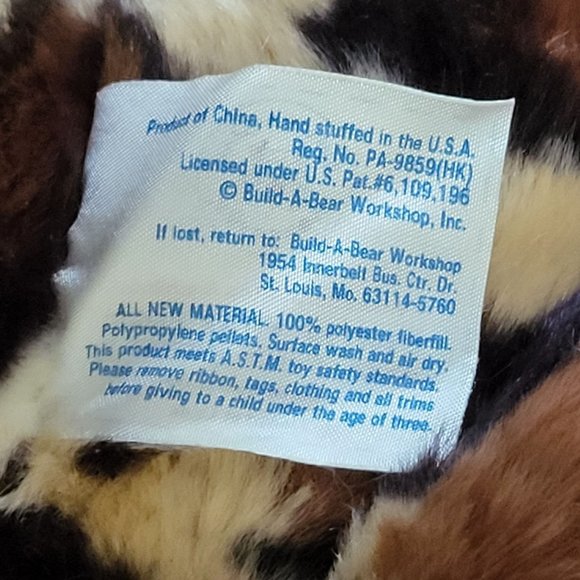 Product of China, Hand stuffed in the U.S.A.
Reg. No. PA-9859(HK)
Licensed under U.S. Pat.#6,109,196
© Build-A-Bear Workshop, Inc.
If lost, return to: Build-A-Bear Workshop
1954 Innerbelt Bus. Ctr. Dr.
St. Louis, Mo. 63114-5760
ALL NEW MATERIAL. 100% polyester fiberfill.
Polypropylene pellets. Surface wash and air dry.
This product meets A.S.T.M. toy safety standards.
Please remove ribbon, tags, clothing and all trims
before giving to a child under the age of three.